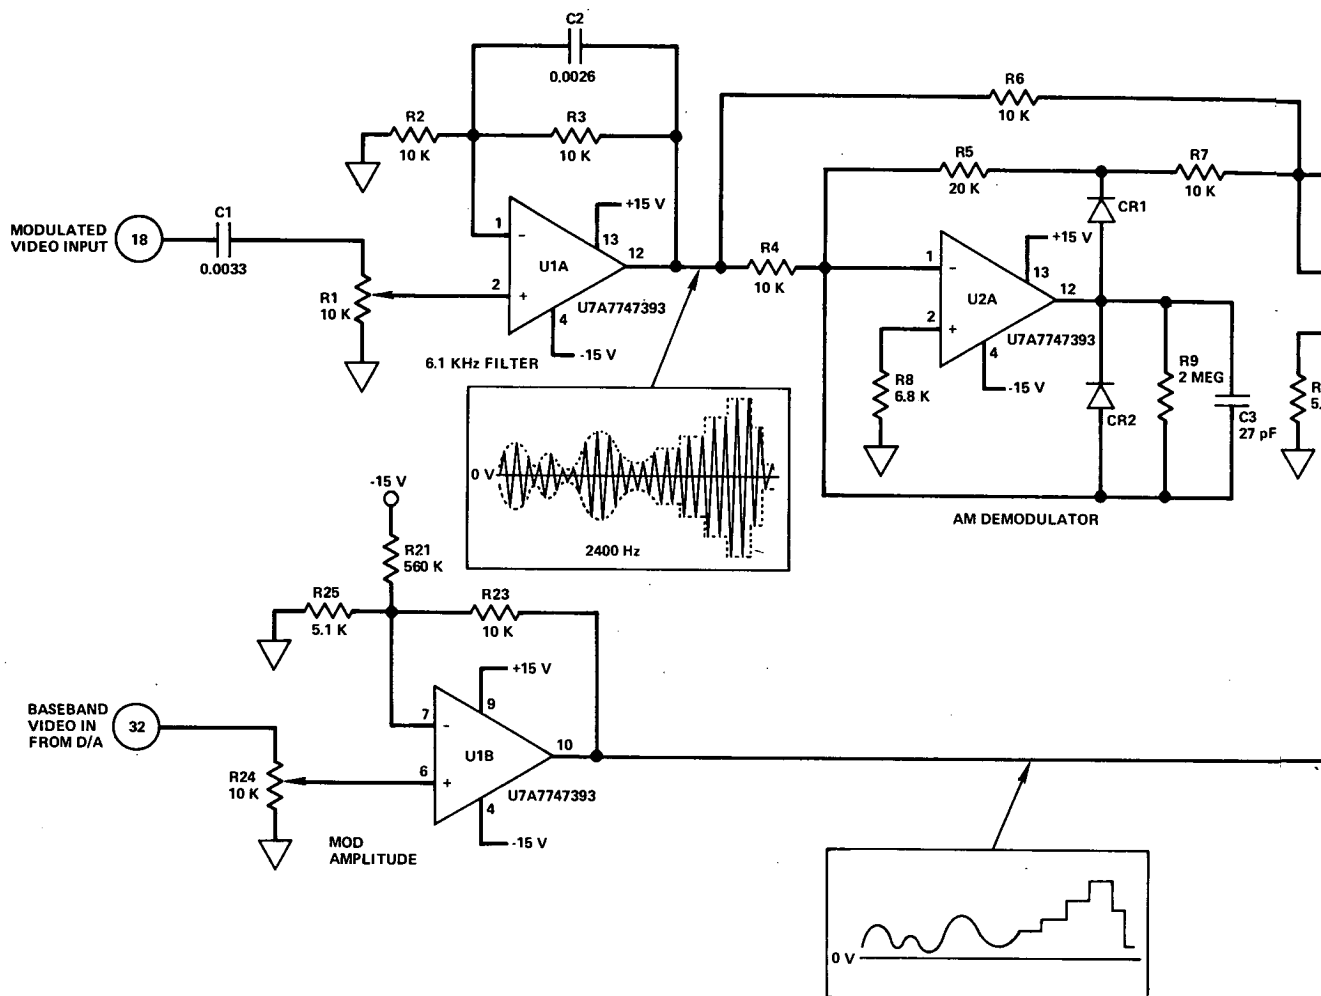 C2
0.0026
R6
10 K
R2
10 K
R3
10 K
R5
20 K
R7
10 K
CR1
MODULATED
VIDEO INPUT
18
C1
0.0033
R1
10 K
1
-
2
+
U1A
+15 V
13
12
U7A7747393
4
-15 V
6.1 KHz FILTER
R4
10 K
1
-
2
+
U2A
+15 V
13
12
U7A7747393
4
-15 V
R8
6.8 K
CR2
R9
2 MEG
C3
27 pF
R
5.
AM DEMODULATOR
0 V
2400 Hz
-15 V
R21
560 K
R25
5.1 K
R23
10 K
BASEBAND
VIDEO IN
FROM D/A
32
R24
10 K
7
-
6
+
U1B
+15 V
9
10
U7A7747393
4
-15 V
MOD
AMPLITUDE
0 V